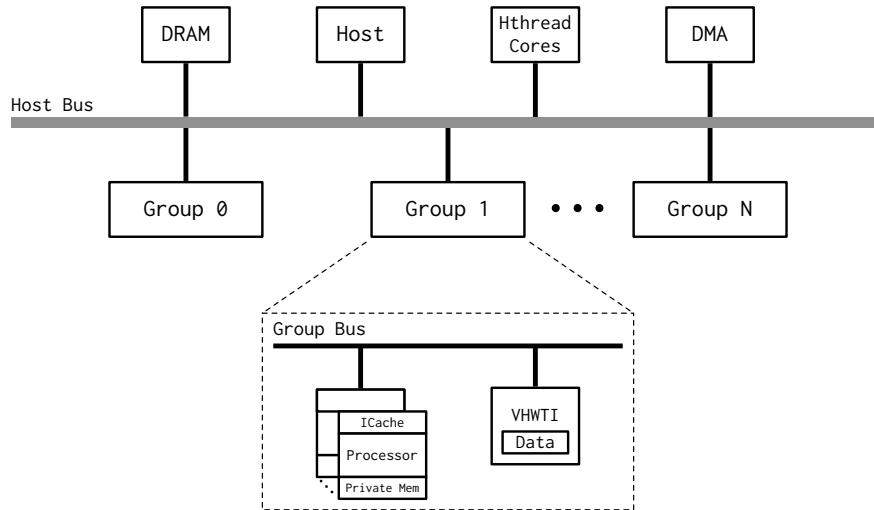 DRAM
Host
Hthread
Cores
DMA
Host Bus
Group 0
Group 1
• • •
Group N
Group Bus
ICache
Processor
Private Mem
VHWTI
Data